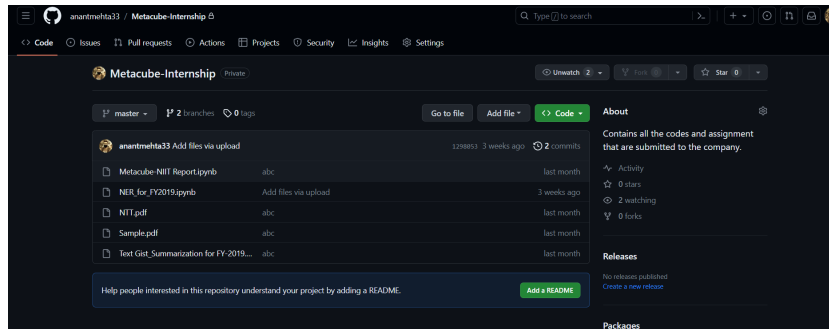 anantmehta33 / Metacube-Internship
Type / to search
<> Code Issues Pull requests Actions Projects Security Insights Settings
Metacube-Internship Private
Unwatch 2 Fork Star 0
master 2 branches 0 tags Go to file Add file <> Code
anantmehta33 Add files via upload 3 weeks ago 2 commits
Metacube-NIIT Report.ipynb abc last month
NER_for_FY2019.ipynb Add files via upload 3 weeks ago
NTT.pdf abc last month
Sample.pdf abc last month
Text Gist_Summarization for FY-2019.... abc last month
Help people interested in this repository understand your project by adding a README. Add a README
About
Contains all the codes and assignment
that are submitted to the company.
Activity
0 stars
2 watching
0 forks
Releases
No releases published
Create a new release
Packages